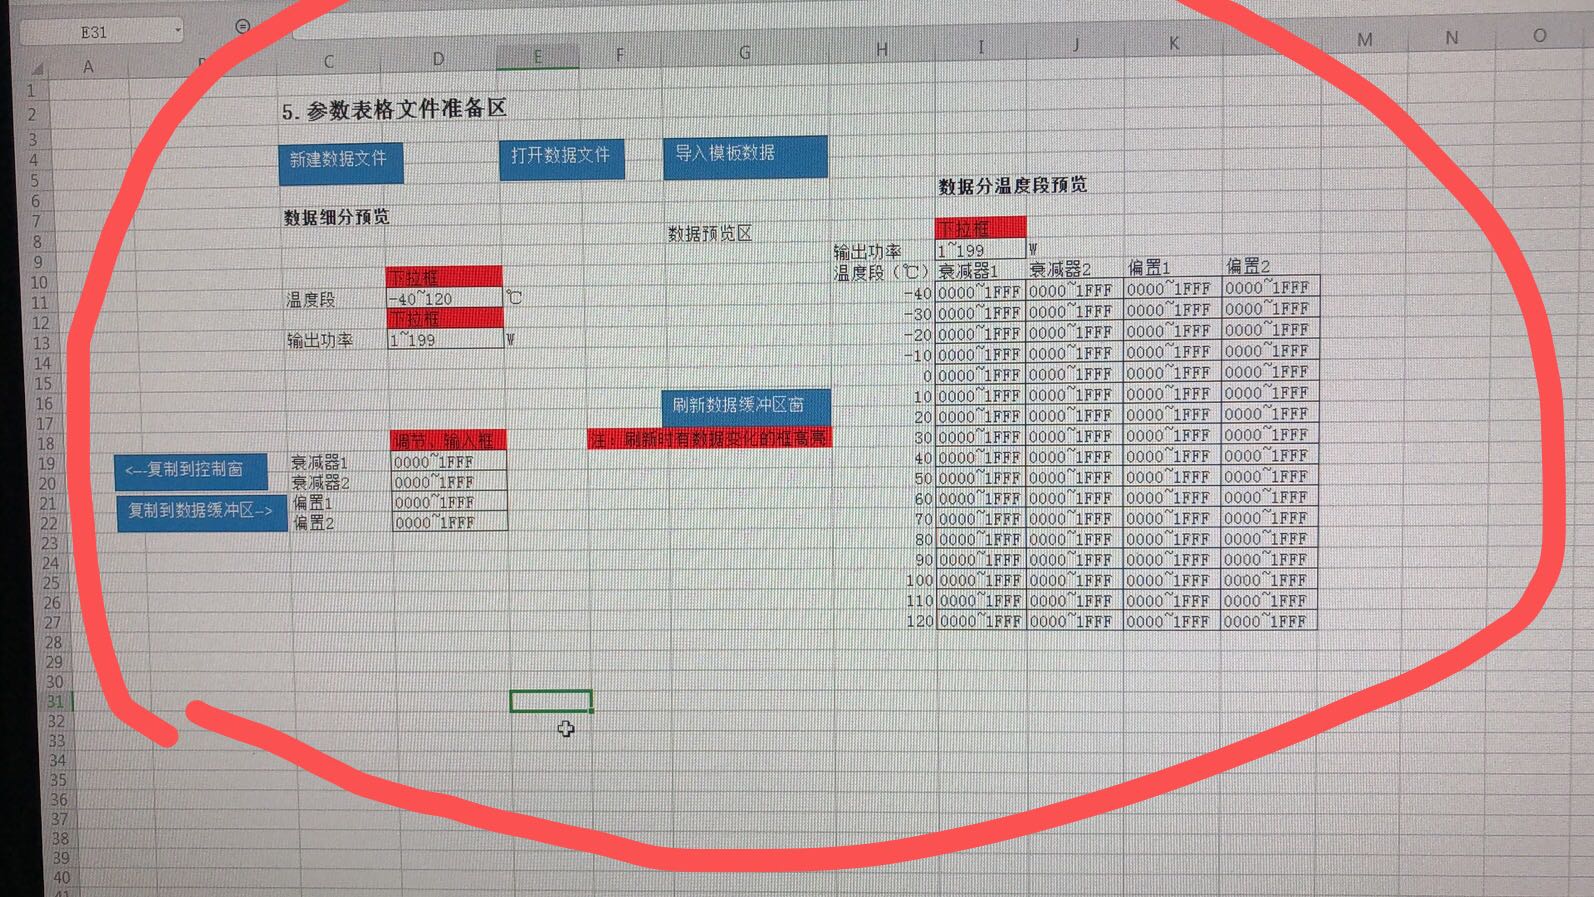 E31
A C D E F G H I J K M N O
1
2 5. 参数表格文件准备区
3
4 新建数据文件 打开数据文件 导入模板数据
5
6 数据分温度段预览
7 数据细分预览
8 数据预览区 下拉框
9 输出功率 1~199 W
10 下拉框 温度段（℃） 衰减器1 衰减器2 偏置1 偏置2
11 温度段 -40~120 ℃ -40 0000~1FFF 0000~1FFF 0000~1FFF 0000~1FFF
12 下拉框 -30 0000~1FFF 0000~1FFF 0000~1FFF 0000~1FFF
13 输出功率 1~199 W -20 0000~1FFF 0000~1FFF 0000~1FFF 0000~1FFF
14 -10 0000~1FFF 0000~1FFF 0000~1FFF 0000~1FFF
15 0 0000~1FFF 0000~1FFF 0000~1FFF 0000~1FFF
16 刷新数据缓冲区窗 10 0000~1FFF 0000~1FFF 0000~1FFF 0000~1FFF
17 20 0000~1FFF 0000~1FFF 0000~1FFF 0000~1FFF
18 调节、输入框 注：刷新时有数据变化的框高亮 30 0000~1FFF 0000~1FFF 0000~1FFF 0000~1FFF
19 <--复制到控制窗 衰减器1 0000~1FFF 40 0000~1FFF 0000~1FFF 0000~1FFF 0000~1FFF
20 衰减器2 0000~1FFF 50 0000~1FFF 0000~1FFF 0000~1FFF 0000~1FFF
21 复制到数据缓冲区--> 偏置1 0000~1FFF 60 0000~1FFF 0000~1FFF 0000~1FFF 0000~1FFF
22 偏置2 0000~1FFF 70 0000~1FFF 0000~1FFF 0000~1FFF 0000~1FFF
23 80 0000~1FFF 0000~1FFF 0000~1FFF 0000~1FFF
24 90 0000~1FFF 0000~1FFF 0000~1FFF 0000~1FFF
25 100 0000~1FFF 0000~1FFF 0000~1FFF 0000~1FFF
26 110 0000~1FFF 0000~1FFF 0000~1FFF 0000~1FFF
27 120 0000~1FFF 0000~1FFF 0000~1FFF 0000~1FFF
28
29
30
31
32
33
34
35
36
37
38
39
40